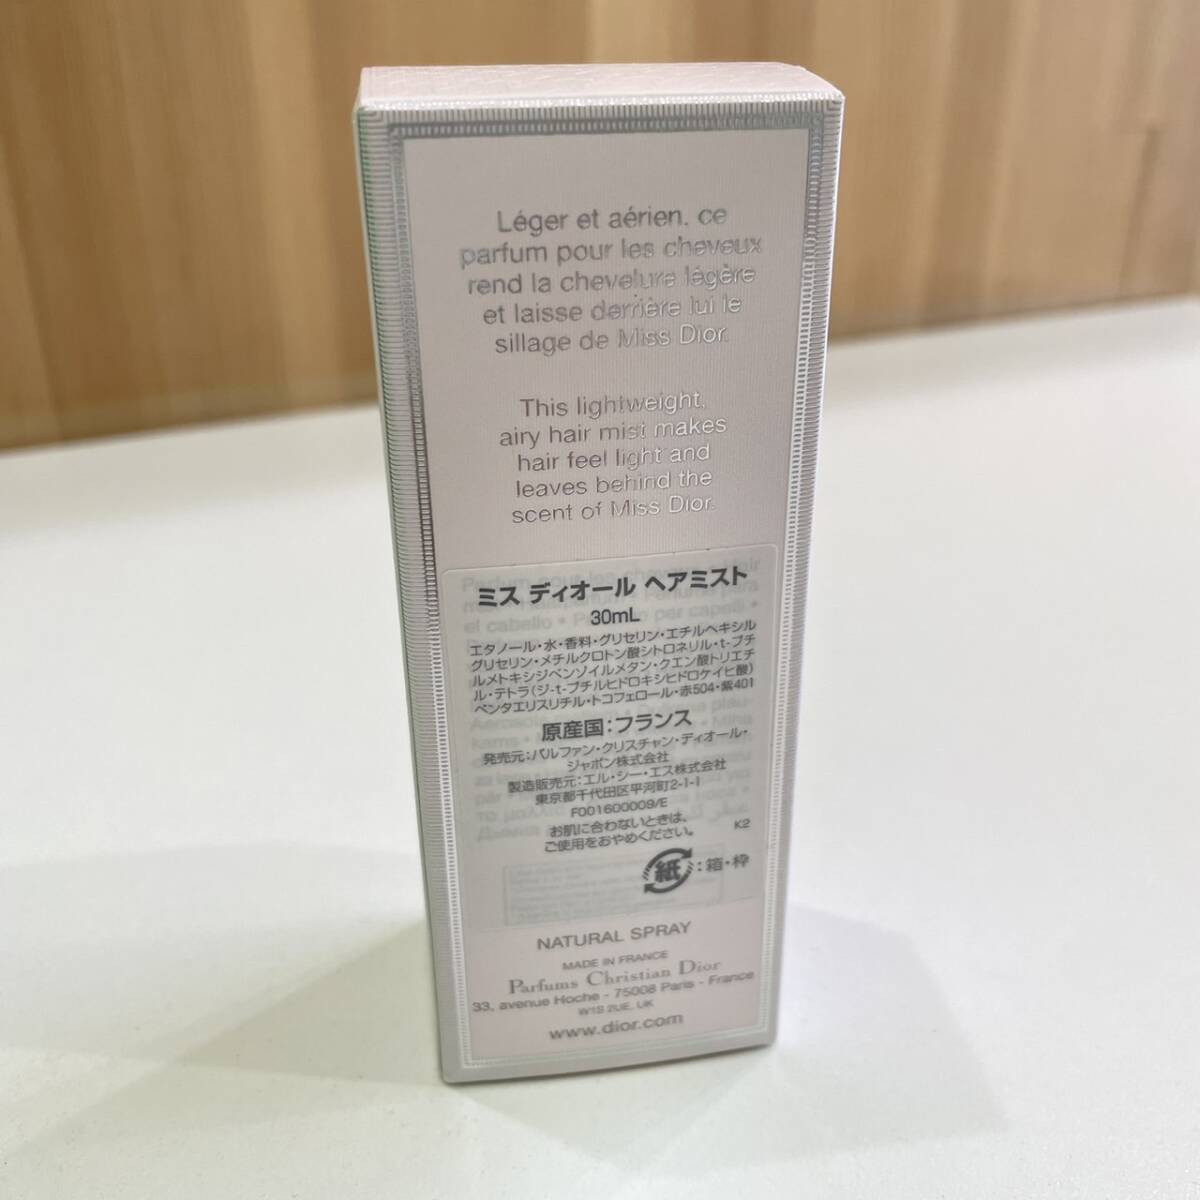 Léger et aérien, ce
parfum pour les cheveux
rend la chevelure légère
et laisse derrière lui le
sillage de Miss Dior.
This lightweight,
airy hair mist makes
hair feel light and
leaves behind the
scent of Miss Dior.
ミス ディオール ヘアミスト
30mL
エタノール・水・香料・グリセリン・エチルヘキシル
グリセリン・メチルクロトン酸シトロネリル・t-ブチ
ルメトキシジベンゾイルメタン・クエン酸トリエチ
ル・テトラ(ジ-t-ブチルヒドロキシヒドロケイヒ酸)
ペンタエリスリチル・トコフェロール・赤504・紫401
原産国:フランス
発売元:パルファン・クリスチャン・ディオール・
ジャポン株式会社
製造販売元:エル・シー・エス株式会社
東京都千代田区平河町2-1-1
F001600009/E
お肌に合わないときは、
ご使用をおやめください。 K2
紙:箱・枠
NATURAL SPRAY
MADE IN FRANCE
Parfums Christian Dior
33, avenue Hoche - 75008 Paris - France
W1S 2UE, UK
www.dior.com